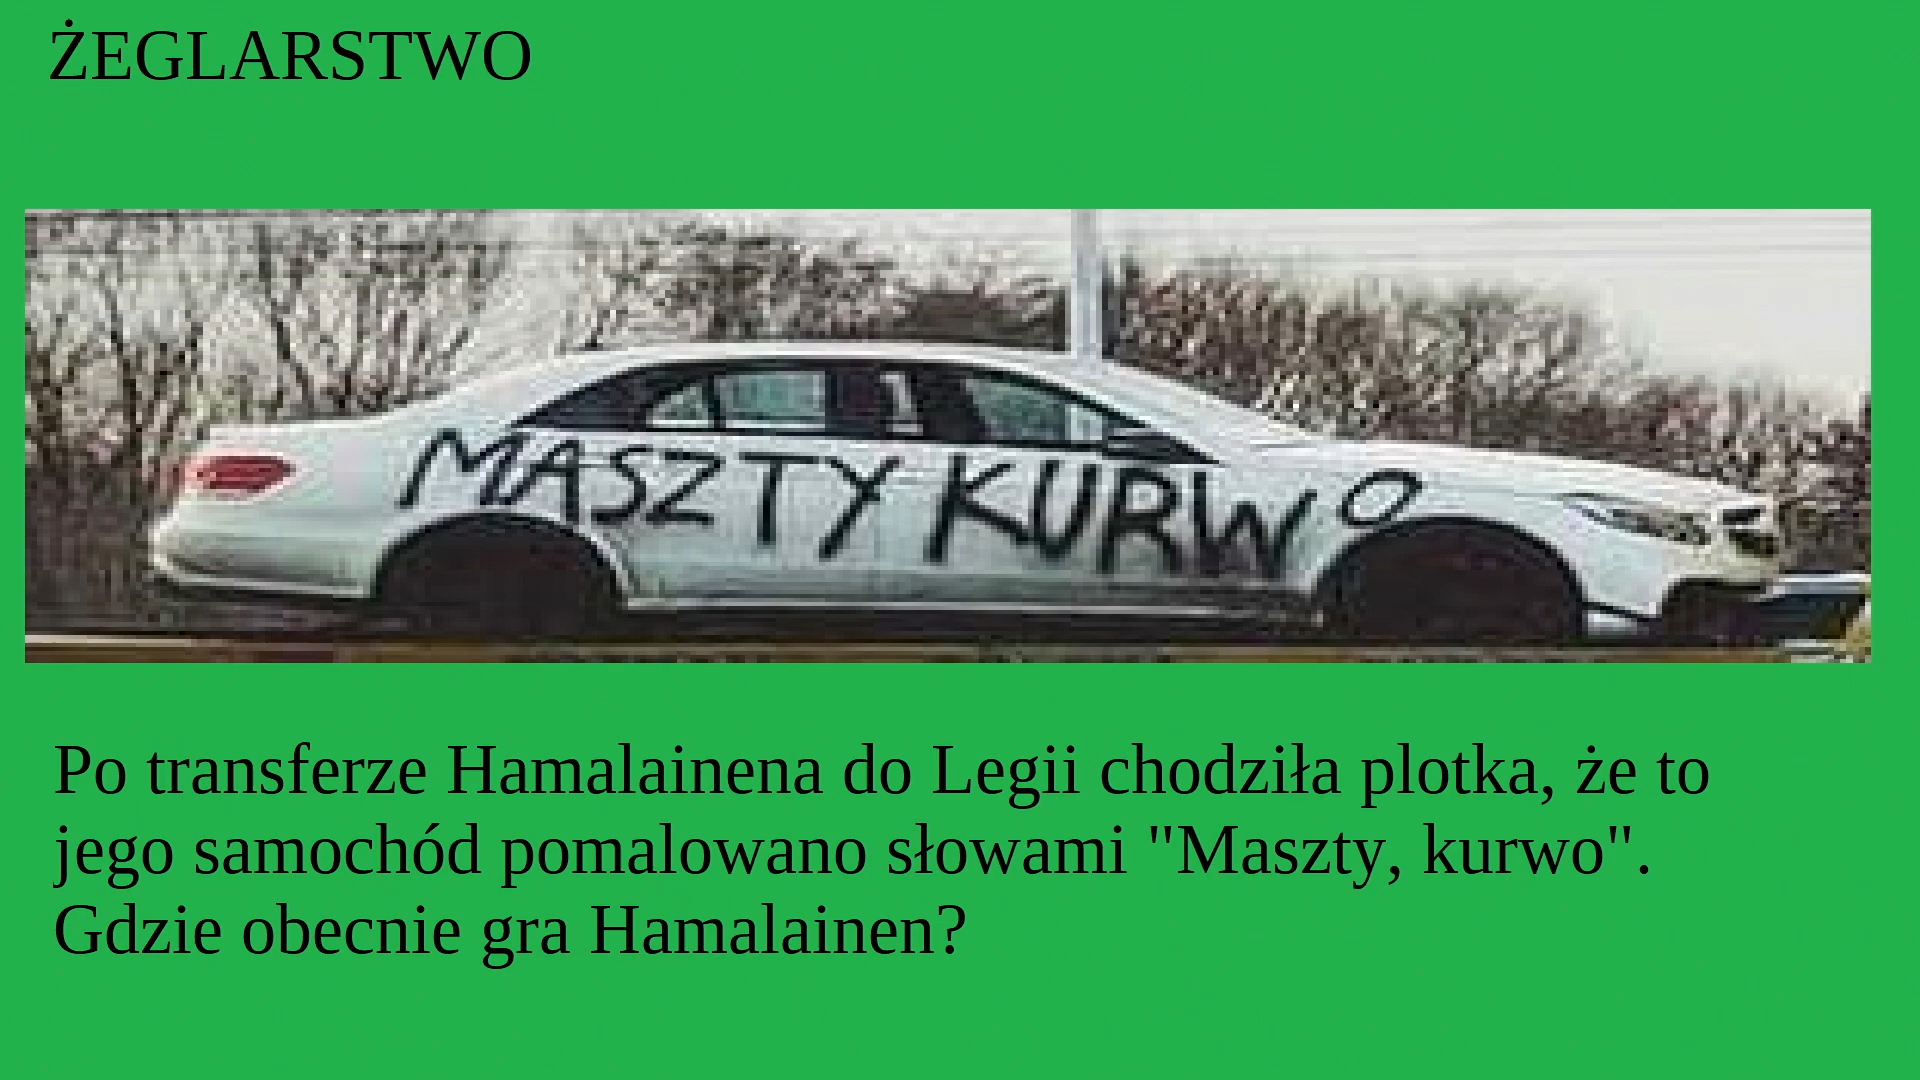 ŻEGLARSTWO
MASZTY KURWO
Po transferze Hamalainena do Legii chodziła plotka, że to
jego samochód pomalowano słowami "Maszty, kurwo".
Gdzie obecnie gra Hamalainen?